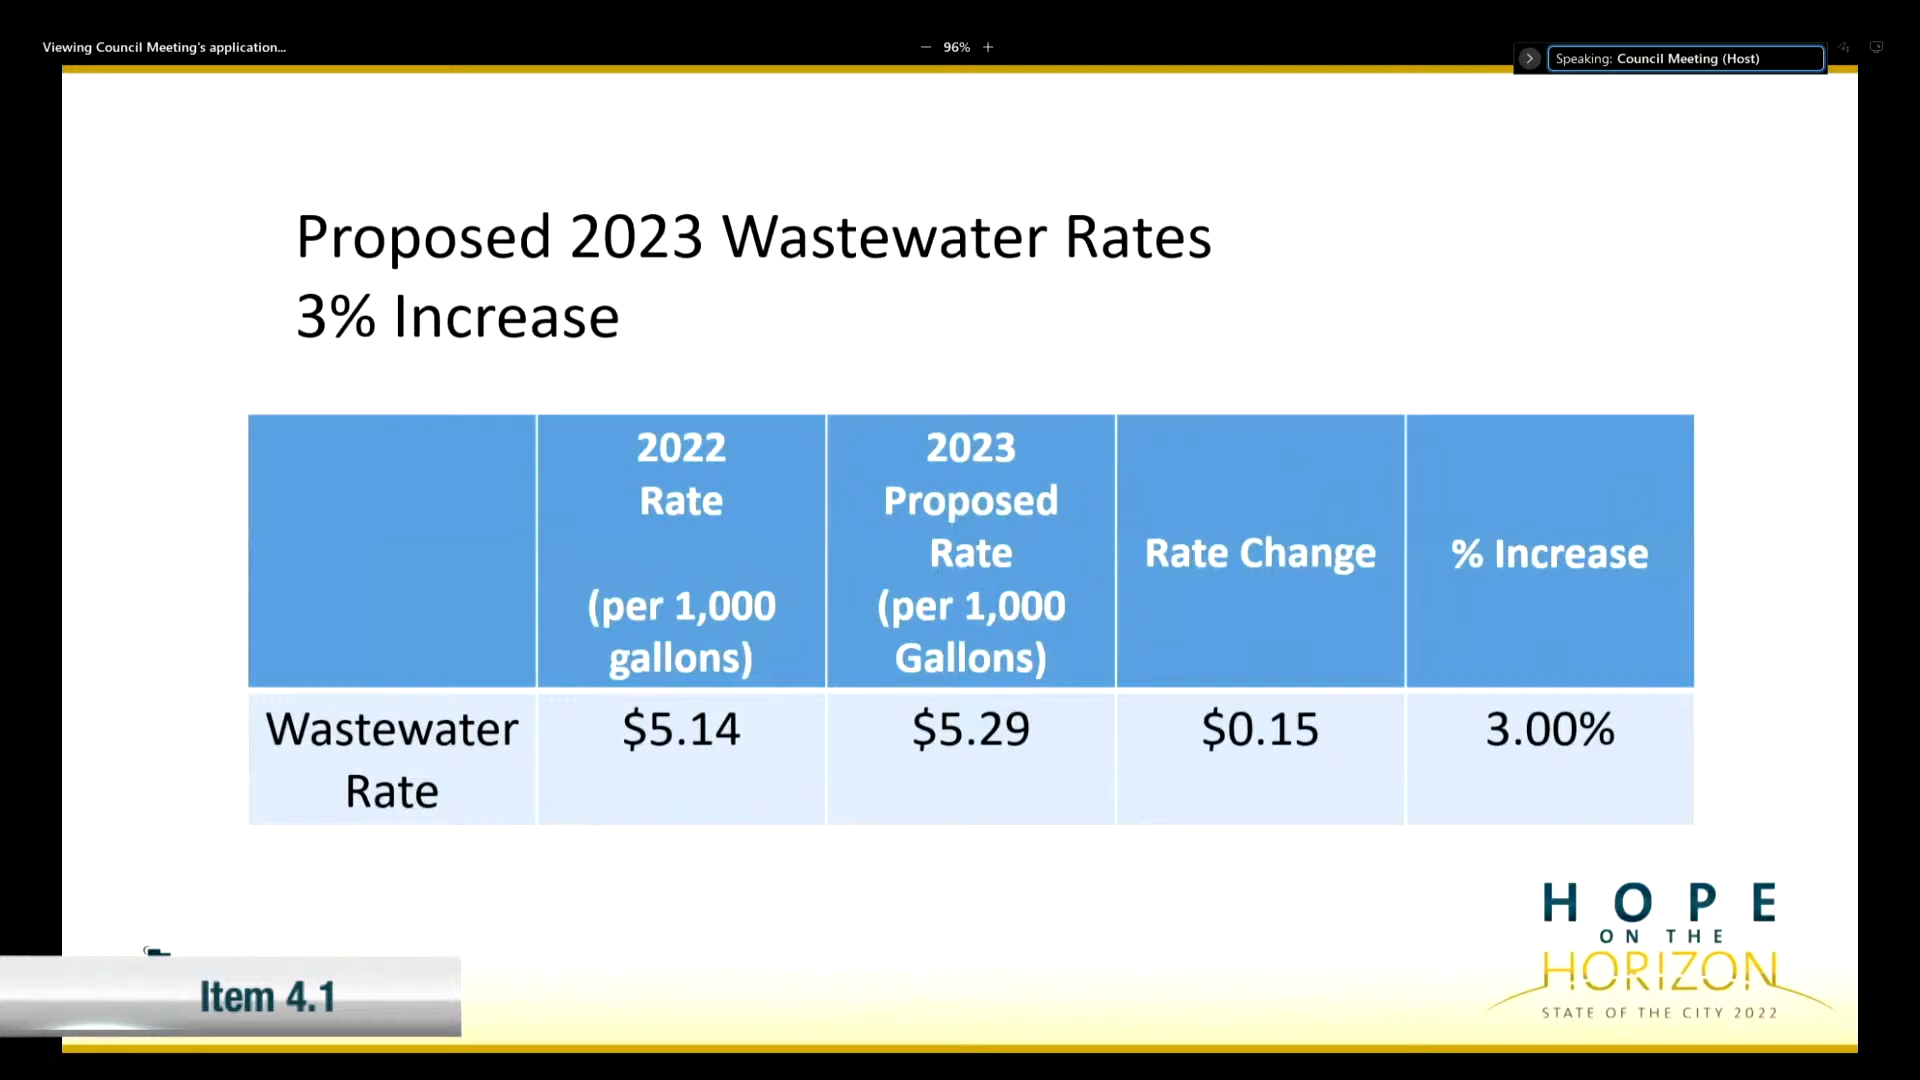 Viewing Council Meeting's application...
— 96% +
Speaking: Council Meeting (Host)
Proposed 2023 Wastewater Rates
3% Increase
2022
Rate
(per 1,000
gallons)
2023
Proposed
Rate
(per 1,000
Gallons)
Rate Change
% Increase
Wastewater
Rate
$5.14
$5.29
$0.15
3.00%
HOPE
ON THE
HORIZON
STATE OF THE CITY 2022
Item 4.1